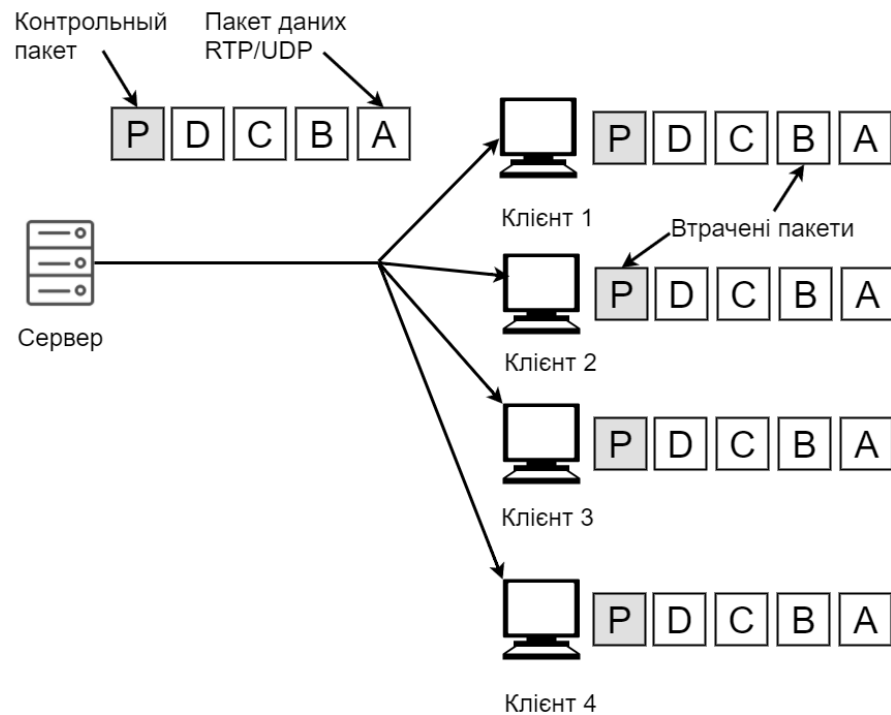 Контрольный
пакет
Пакет даних
RTP/UDP
P D C B A
P D C B A
Клієнт 1
Втрачені пакети
P D C B A
Сервер
Клієнт 2
P D C B A
Клієнт 3
P D C B A
Клієнт 4